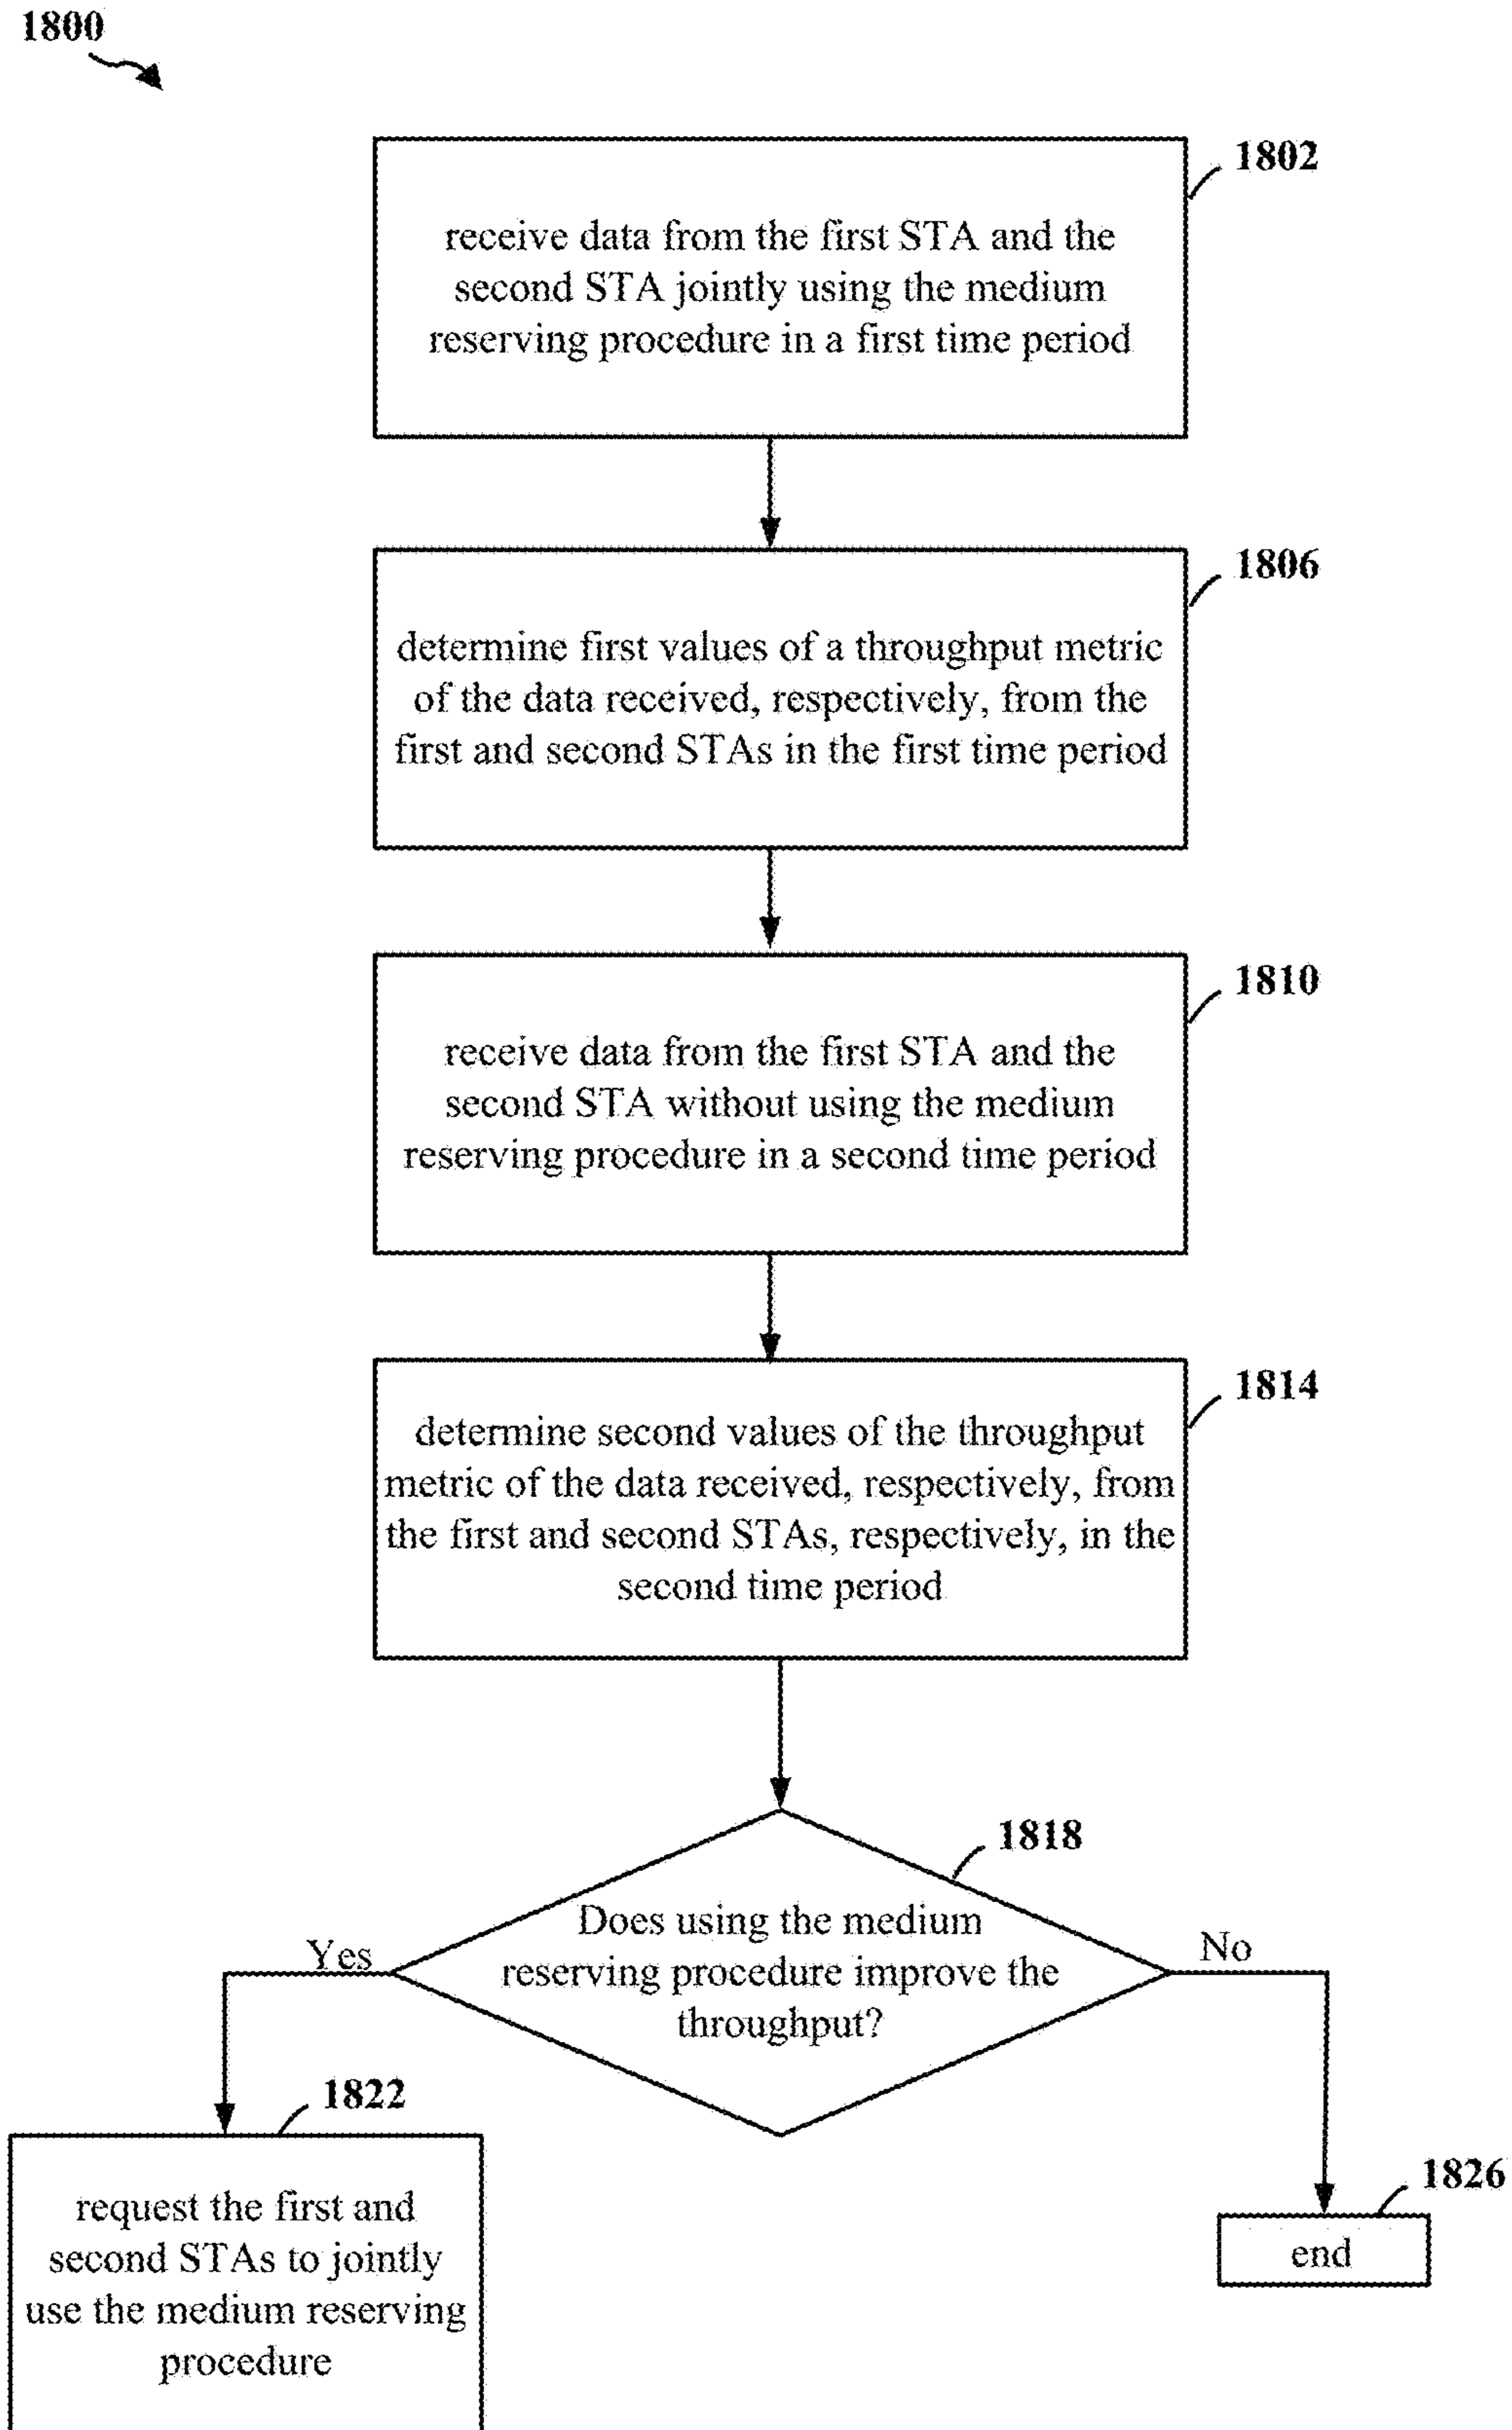 1800
1802
receive data from the first STA and the
second STA jointly using the medium
reserving procedure in a first time period
1806
determine first values of a throughput metric
of the data received, respectively, from the
first and second STAs in the first time period
1810
receive data from the first STA and the
second STA without using the medium
reserving procedure in a second time period
1814
determine second values of the throughput
metric of the data received, respectively, from
the first and second STAs, respectively, in the
second time period
1818
Does using the medium
reserving procedure improve the
throughput?
Yes
No
1822
request the first and
second STAs to jointly
use the medium reserving
procedure
1826
end